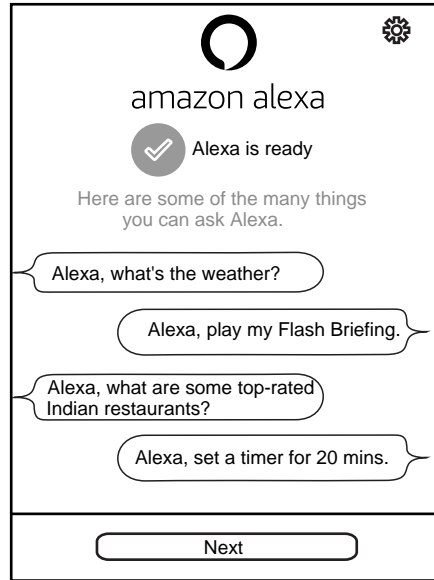 amazon alexa
Alexa is ready
Here are some of the many things
you can ask Alexa.
Alexa, what's the weather?
Alexa, play my Flash Briefing.
Alexa, what are some top-rated
Indian restaurants?
Alexa, set a timer for 20 mins.
Next